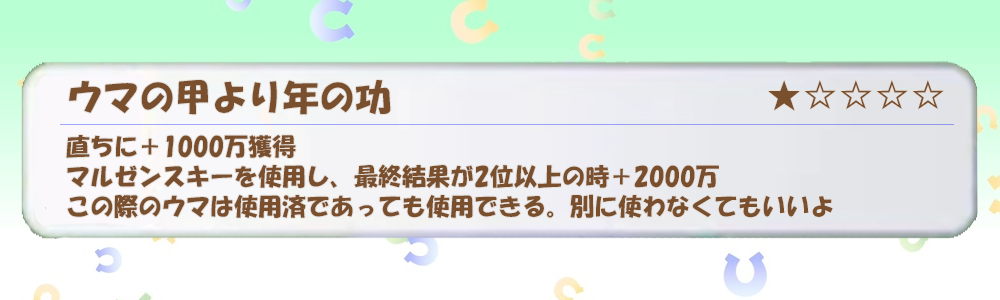 ウマの甲より年の功
★☆☆☆☆
直ちに＋1000万獲得
マルゼンスキーを使用し、最終結果が2位以上の時＋2000万
この際のウマは使用済であっても使用できる。別に使わなくてもいいよ